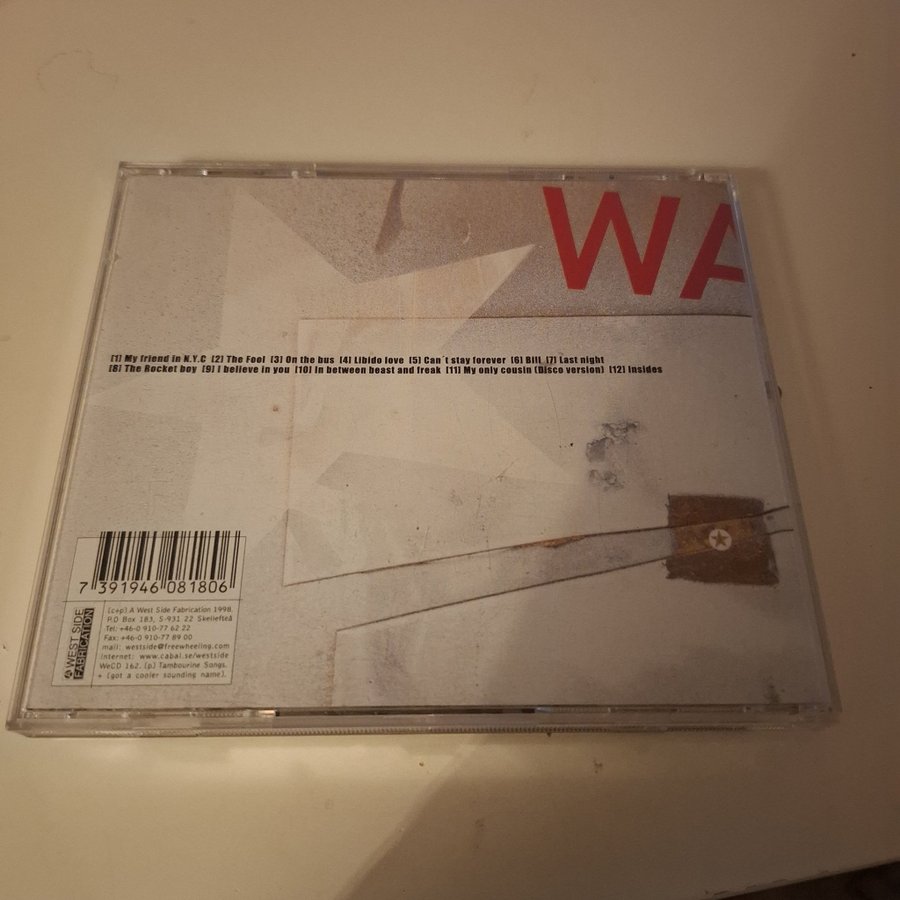 WA
[1] My friend in N.Y.C [2] The Fool [3] On the bus [4] Libido love [5] Can´t stay forever [6] Bill [7] Last night
[8] The Rocket boy [9] I believe in you [10] In between beast and freak [11] My only cousin (Disco version) [12] Insides
7 391946 081806
A WEST SIDE
FABRICATION
(c+p) A West Side Fabrication 1998.
P.O Box 183, S-931 22 Skellefteå
Tel: +46-0 910-77 62 22
Fax: +46-0 910-77 89 00
mail: westside@freewheeling.com
internet: www.cabal.se/westside
WeCD 162. (p) Tambourine Songs.
+ (got a cooler sounding name).